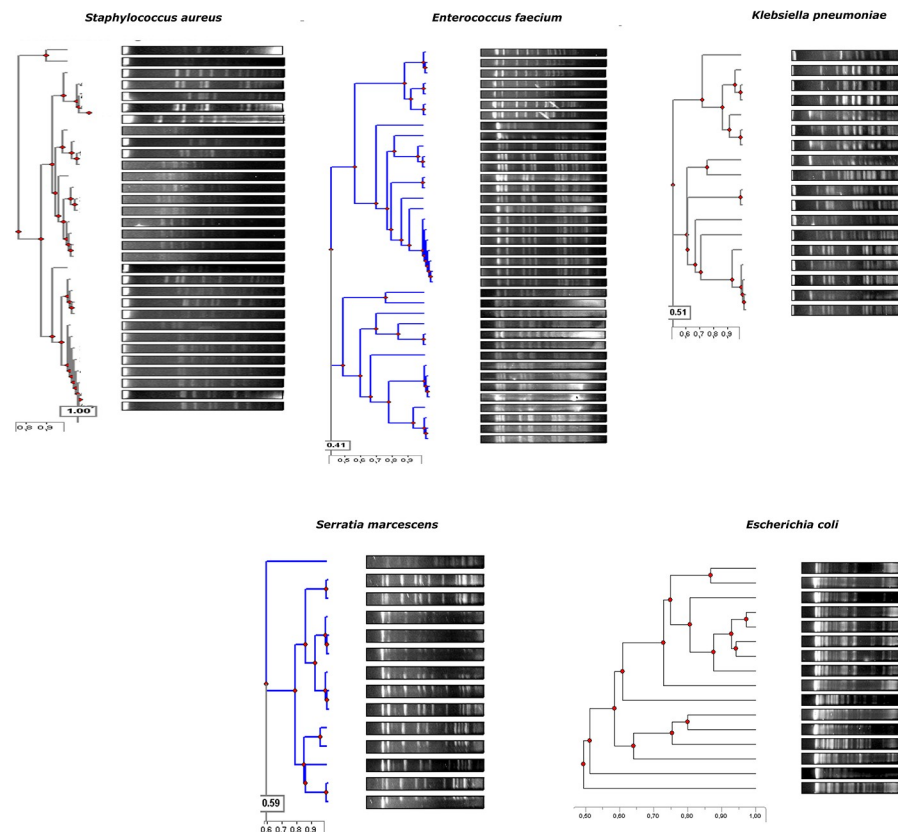 Staphylococcus aureus
Enterococcus faecium
Klebsiella pneumoniae
1.00
0,8 0,9
0.41
0,5 0,6 0,7 0,8 0,9
0.51
0,6 0,7 0,8 0,9
Serratia marcescens
Escherichia coli
0.59
0,6 0,7 0,8 0,9
0,50 0,60 0,70 0,80 0,90 1,00